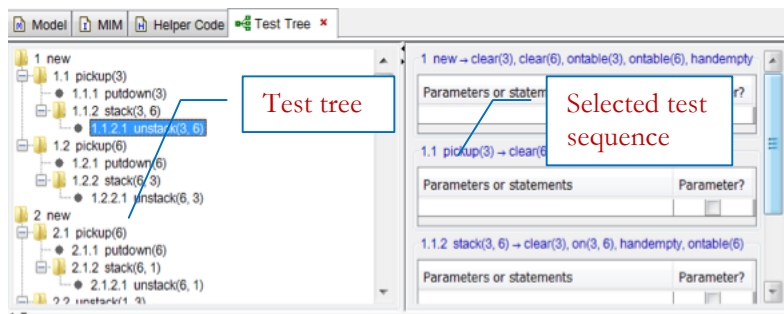 Model MIM Helper Code Test Tree
1 new
1.1 pickup(3)
1.1.1 putdown(3)
1.1.2 stack(3, 6)
1.1.2.1 unstack(3, 6)
1.2 pickup(6)
1.2.1 putdown(6)
1.2.2 stack(6, 3)
1.2.2.1 unstack(6, 3)
2 new
2.1 pickup(6)
2.1.1 putdown(6)
2.1.2 stack(6, 1)
2.1.2.1 unstack(6, 1)
2.2 unstack(1, 3)
Test tree
1 new → clear(3), clear(6), ontable(3), ontable(6), handempty
Parameters or
Selected test
sequence
1.1 pickup(3) → clear(6
Parameters or statements Parameter?
1.1.2 stack(3, 6) → clear(3), on(3, 6), handempty, ontable(6)
Parameters or statements Parameter?